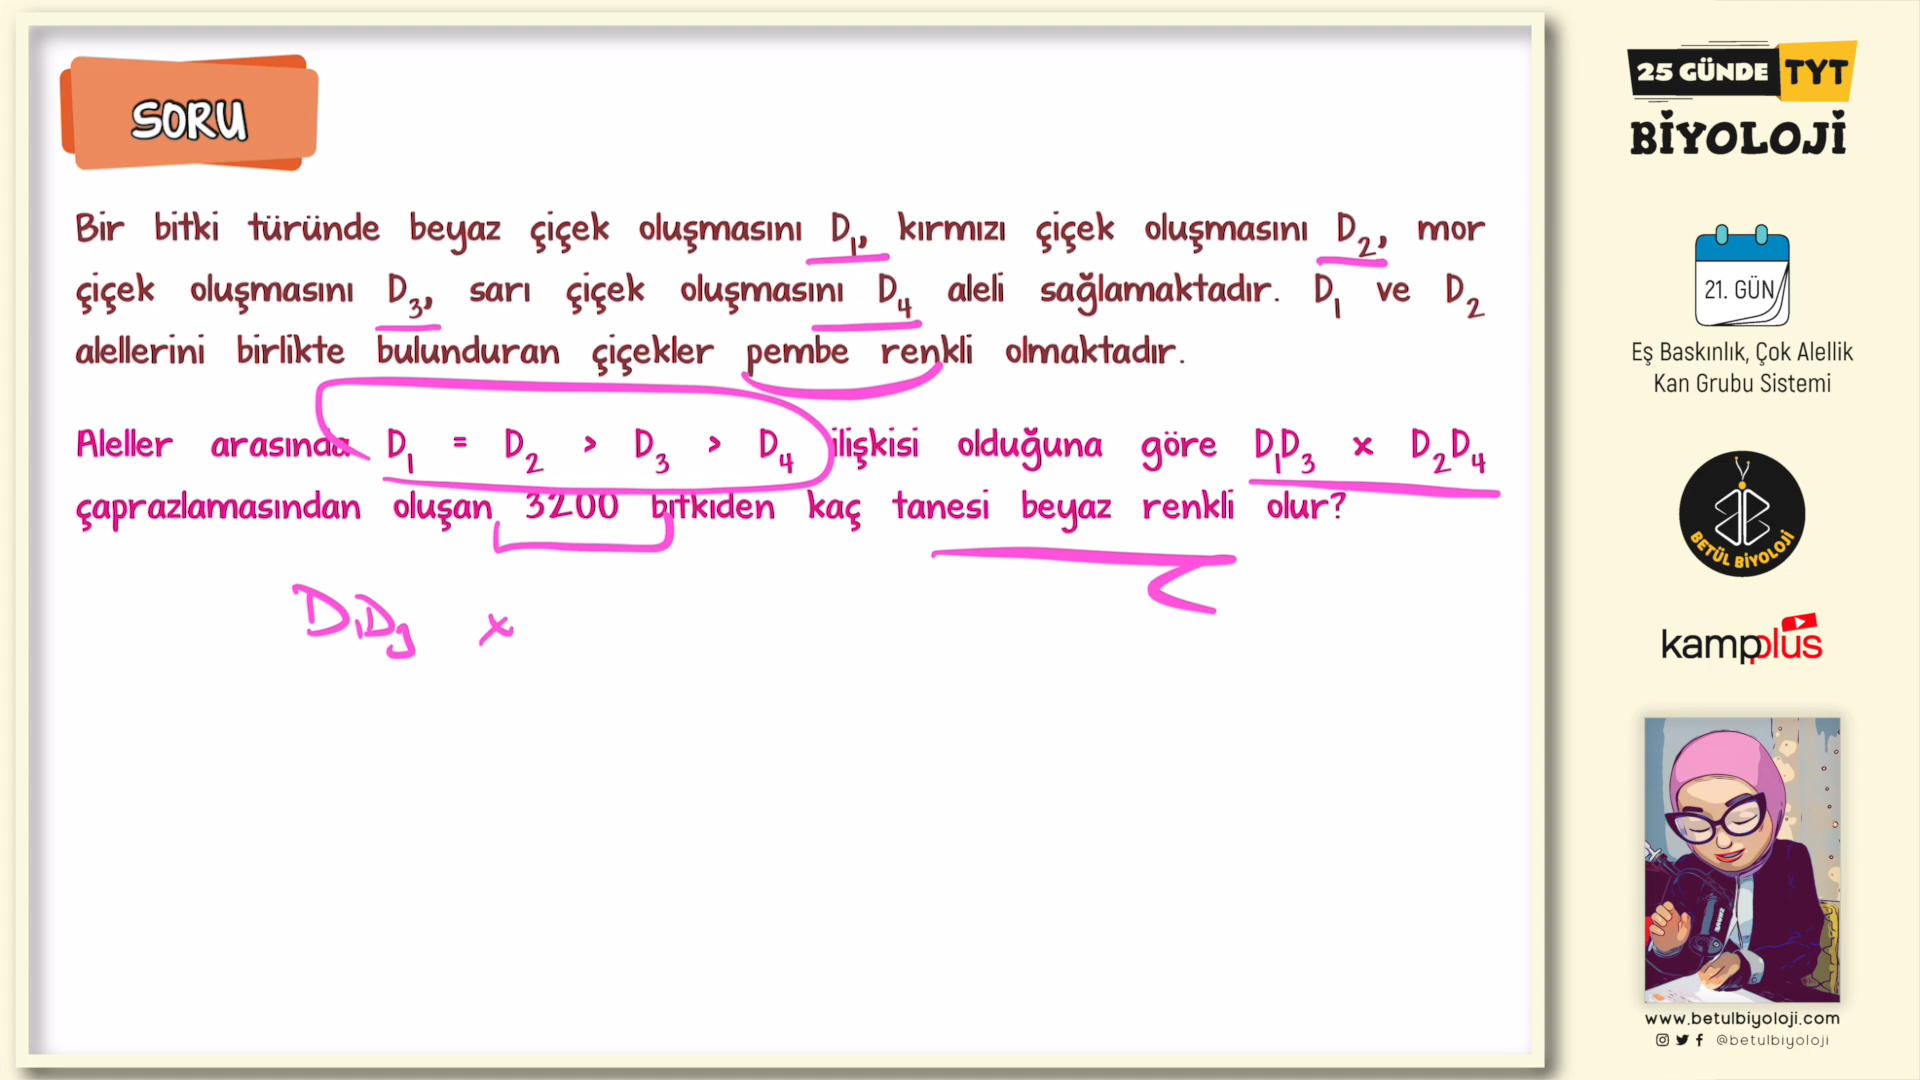 SORU
Bir bitki türünde beyaz çiçek oluşmasını D₁, kırmızı çiçek oluşmasını D₂, mor
çiçek oluşmasını D₃, sarı çiçek oluşmasını D₄ aleli sağlamaktadır. D₁ ve D₂
alellerini birlikte bulunduran çiçekler pembe renkli olmaktadır.
Aleller arasında D₁ = D₂ > D₃ > D₄ ilişkisi olduğuna göre D₁D₃ x D₂D₄
çaprazlamasından oluşan 3200 bitkiden kaç tanesi beyaz renkli olur?
D₁D₃ x
25 GÜNDE TYT
BİYOLOJİ
21. GÜN
Eş Baskınlık, Çok Alellik
Kan Grubu Sistemi
BETÜL BİYOLOJİ
kampplus
www.betulbiyoloji.com
@betulbiyoloji